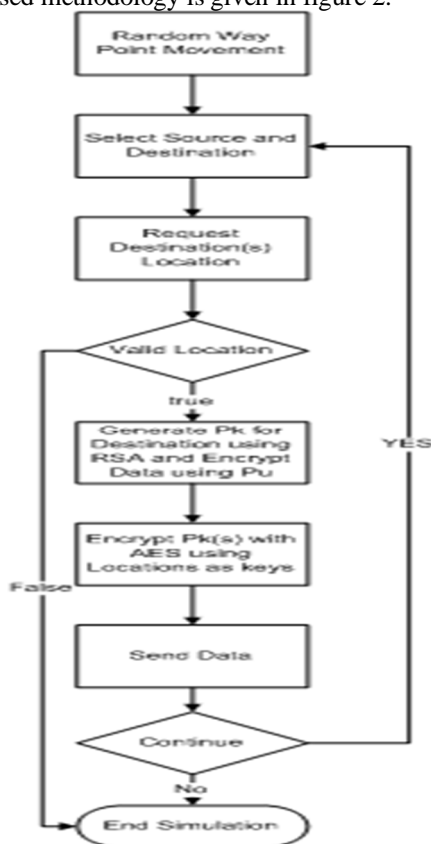 sed methodology is given in figure 2.
Random Way
Point Movement
Select Source and
Destination
Request
Destination(s)
Location
Valid Location
true
Generate Pk for
Destination using
RSA and Encrypt
Data using Pu
YES
Encrypt Pk(s) with
AES using
Locations as keys
False
Send Data
Continue
No
End Simulation